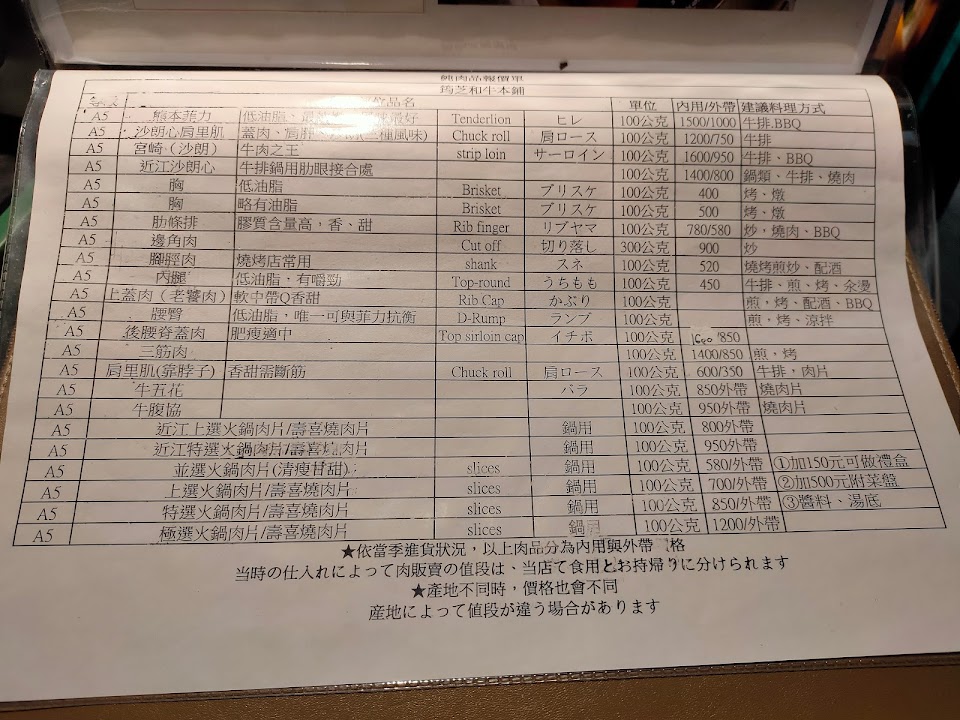 純肉品報價單
筠芝和牛本鋪
品名 單位 內用/外帶 建議料理方式
A5 熊本菲力 低油脂、 最好 Tenderlion ヒレ 100公克 1500/1000 牛排.BBQ
A5 沙朗心肩里肌 蓋肉、肩胛 種風味) Chuck roll 肩ロース 100公克 1200/750 牛排
A5 宮崎（沙朗） 牛肉之王 strip loin サーロイン 100公克 1600/950 牛排、BBQ
A5 近江沙朗心 牛排鍋用肋眼接合處 100公克 1400/800 鍋類、牛排、燒肉
A5 胸 低油脂 Brisket ブリスケ 100公克 400 烤、燉
A5 胸 略有油脂 Brisket ブリスケ 100公克 500 烤、燉
A5 肋條排 膠質含量高，香、甜 Rib finger リブヤマ 100公克 780/580 炒，燒肉、BBQ
A5 邊角肉 Cut off 切り落し 300公克 900 炒
A5 腳脛肉 燒烤店常用 shank スネ 100公克 520 燒烤煎炒、配酒
A5 內腿 低油脂，有嚼勁 Top-round うちもも 100公克 450 牛排、煎、烤、汆燙
A5 上蓋肉（老饕肉） 軟中帶Q香甜 Rib Cap かぶり 100公克 煎，烤、配酒、BBQ
A5 腰臀 低油脂，唯一可與菲力抗衡 D-Rump ランプ 100公克 煎，烤、涼拌
A5 後腰脊蓋肉 肥瘦適中 Top sirloin cap イチボ 100公克 /850
A5 三筋肉 100公克 1400/850 煎，烤
A5 肩里肌(靠脖子) 香甜需斷筋 Chuck roll 肩ロース 100公克 600/350 牛排，肉片
A5 牛五花 バラ 100公克 850/外帶 燒肉片
A5 牛腹協 100公克 950/外帶 燒肉片
A5 近江上選火鍋肉片/壽喜燒肉片 鍋用 100公克 800/外帶
A5 近江特選火鍋肉片/壽喜燒肉片 鍋用 100公克 950/外帶
A5 並選火鍋肉片(清瘦甘甜) slices 鍋用 100公克 580/外帶 ①加150元可做禮盒
A5 上選火鍋肉片/壽喜燒肉片 slices 鍋用 100公克 700/外帶 ②加500元附菜盤
A5 特選火鍋肉片/壽喜燒肉片 slices 鍋用 100公克 850/外帶 ③醬料、湯底
A5 極選火鍋肉片/壽喜燒肉片 slices 鍋用 100公克 1200/外帶
★依當季進貨狀況，以上肉品分為內用與外帶 格
当時の仕入れによって肉販賣の値段は、当店て食用とお持帰りに分けられます
★產地不同時，價格也會不同
産地によって値段が違う場合があります